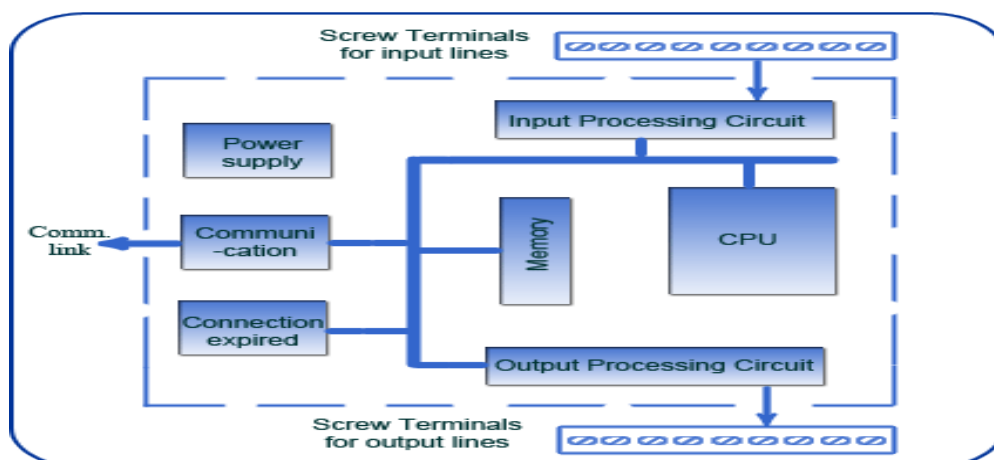 Screw Terminals
for input lines
Input Processing Circuit
Power
supply
Comm.
link
Communi
-cation
Memory
CPU
Connection
expired
Output Processing Circuit
Screw Terminals
for output lines